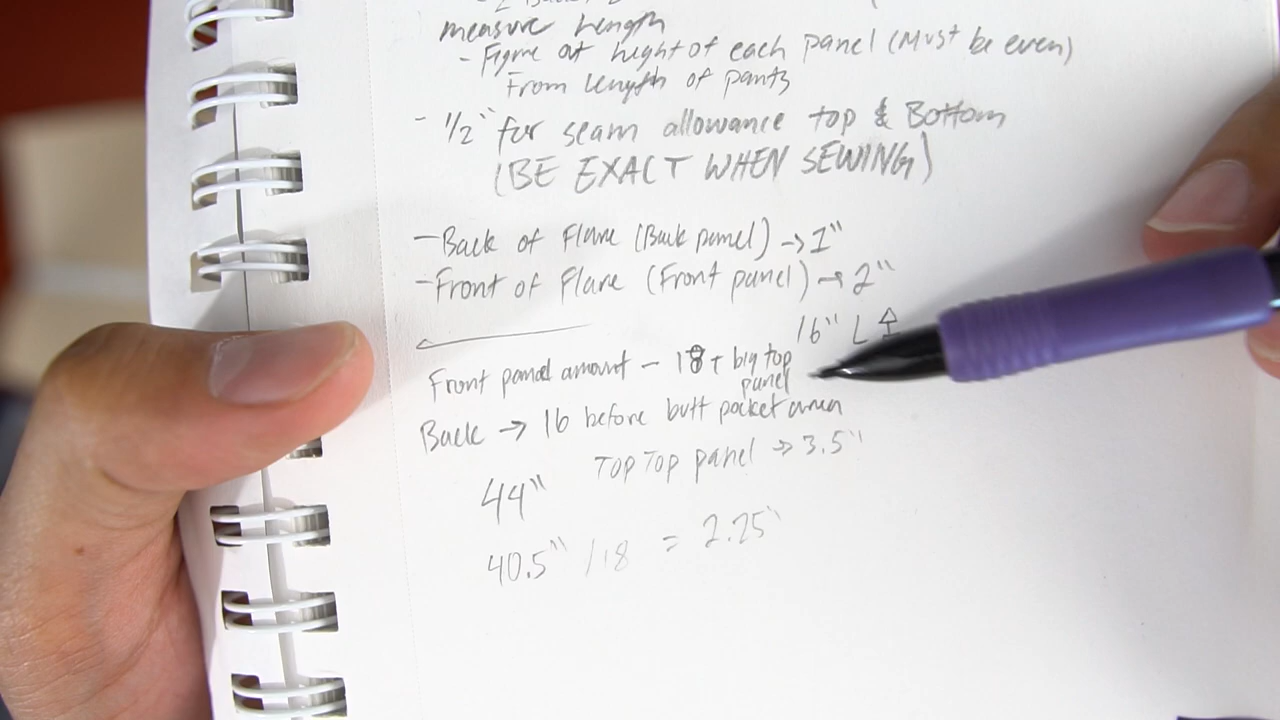 measure Length
- Figure out height of each panel (Must be even)
From length of pants
- 1/2" for seam allowance top & Bottom
(BE EXACT WHEN SEWING)
- Back of Flare (Back panel) → 1"
- Front of Flare (Front panel) → 2"
16" L
Front panel amount - 18 + big top
panel
Back → 16 before butt pocket area
Top Top panel → 3.5"
44"
40.5" /18 = 2.25"